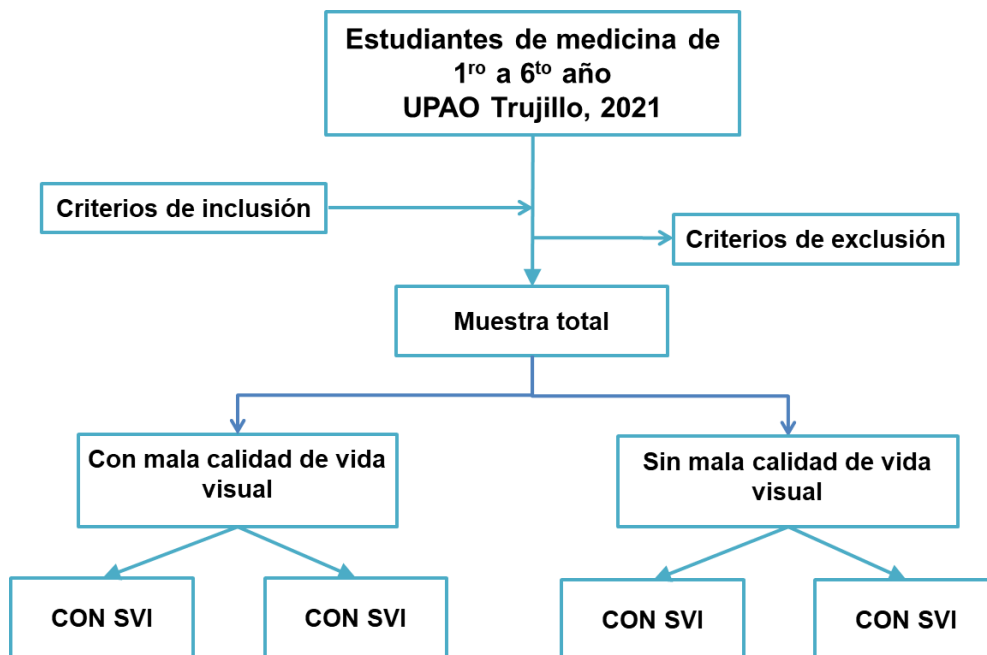 Estudiantes de medicina de
1ro a 6to año
UPAO Trujillo, 2021
Criterios de inclusión
Criterios de exclusión
Muestra total
Con mala calidad de vida
visual
Sin mala calidad de vida
visual
CON SVI
CON SVI
CON SVI
CON SVI